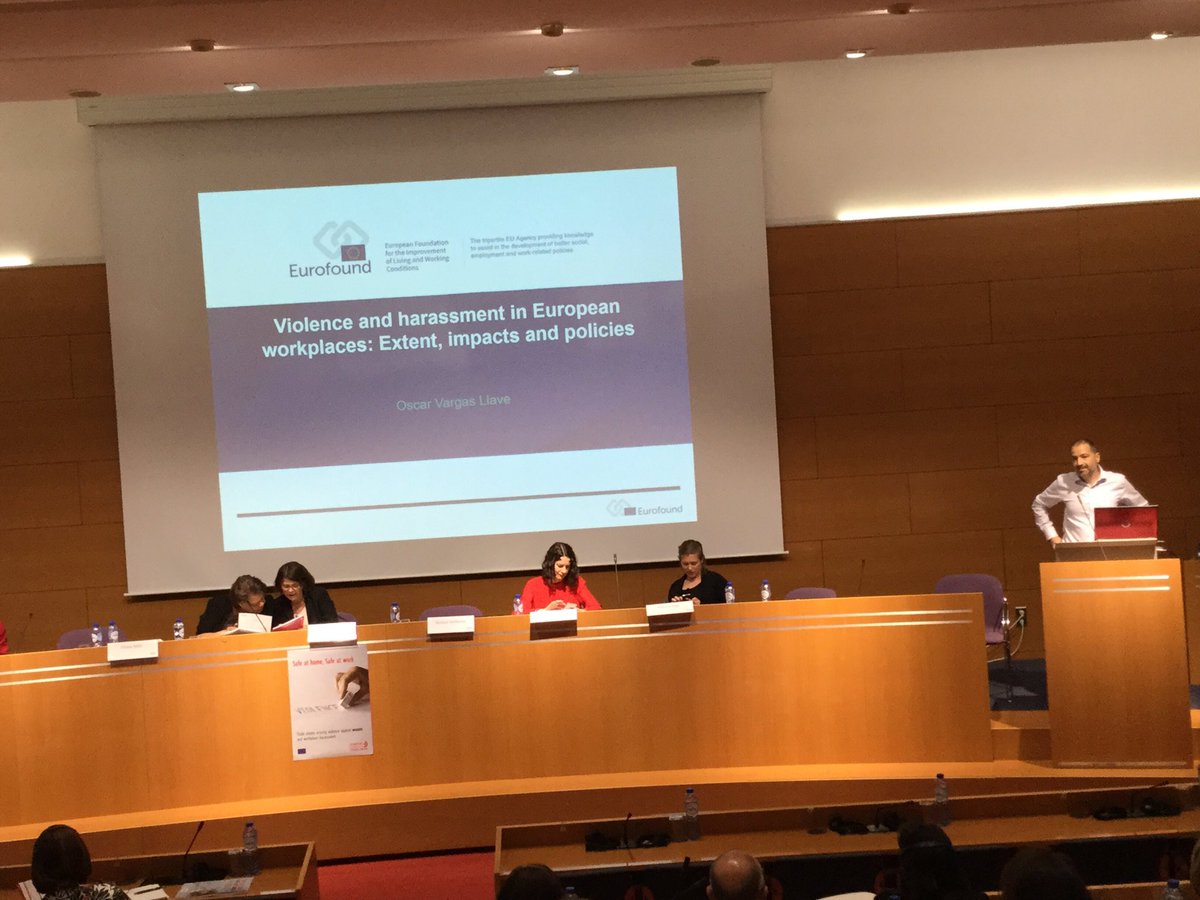 Eurofound
European Foundation
for the Improvement
of Living and Working
Conditions
The tripartite EU Agency providing knowledge
to assist in the development of better social,
employment and work-related policies
Violence and harassment in European
workplaces: Extent, impacts and policies
Oscar Vargas Llave
Eurofound
Safe at home, Safe at work
VIOLENCE